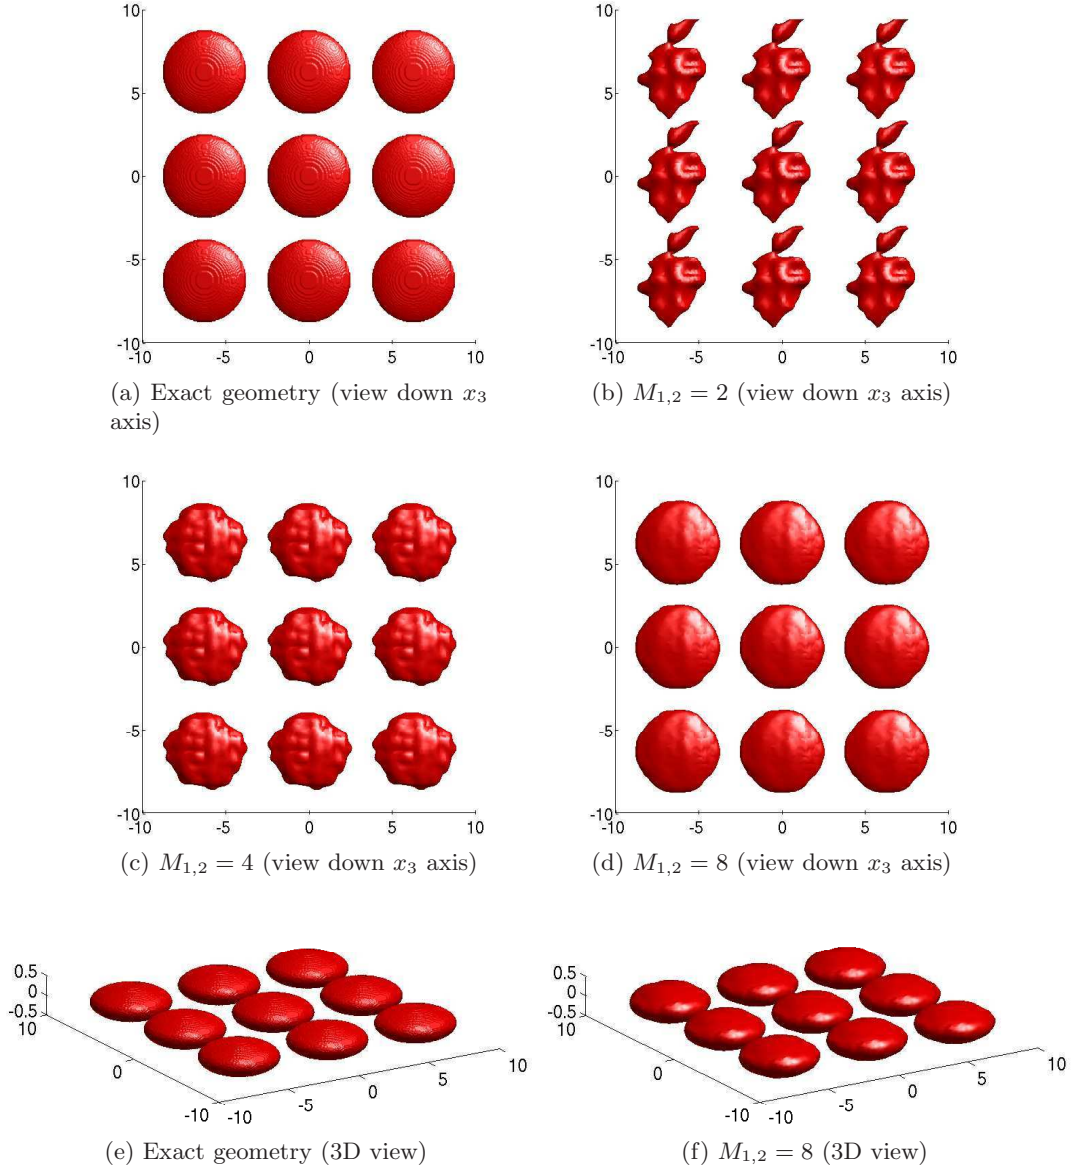 10
5
0
-5
-10
-10 -5 0 5 10
(a) Exact geometry (view down x₃
axis)
10
5
0
-5
-10
-10 -5 0 5 10
(b) M₁,₂ = 2 (view down x₃ axis)
10
5
0
-5
-10
-10 -5 0 5 10
(c) M₁,₂ = 4 (view down x₃ axis)
10
5
0
-5
-10
-10 -5 0 5 10
(d) M₁,₂ = 8 (view down x₃ axis)
0.5
0
-0.5
10
0
-10
-10 -5 0 5 10
(e) Exact geometry (3D view)
0.5
0
-0.5
10
0
-10
-10 -5 0 5 10
(f) M₁,₂ = 8 (3D view)